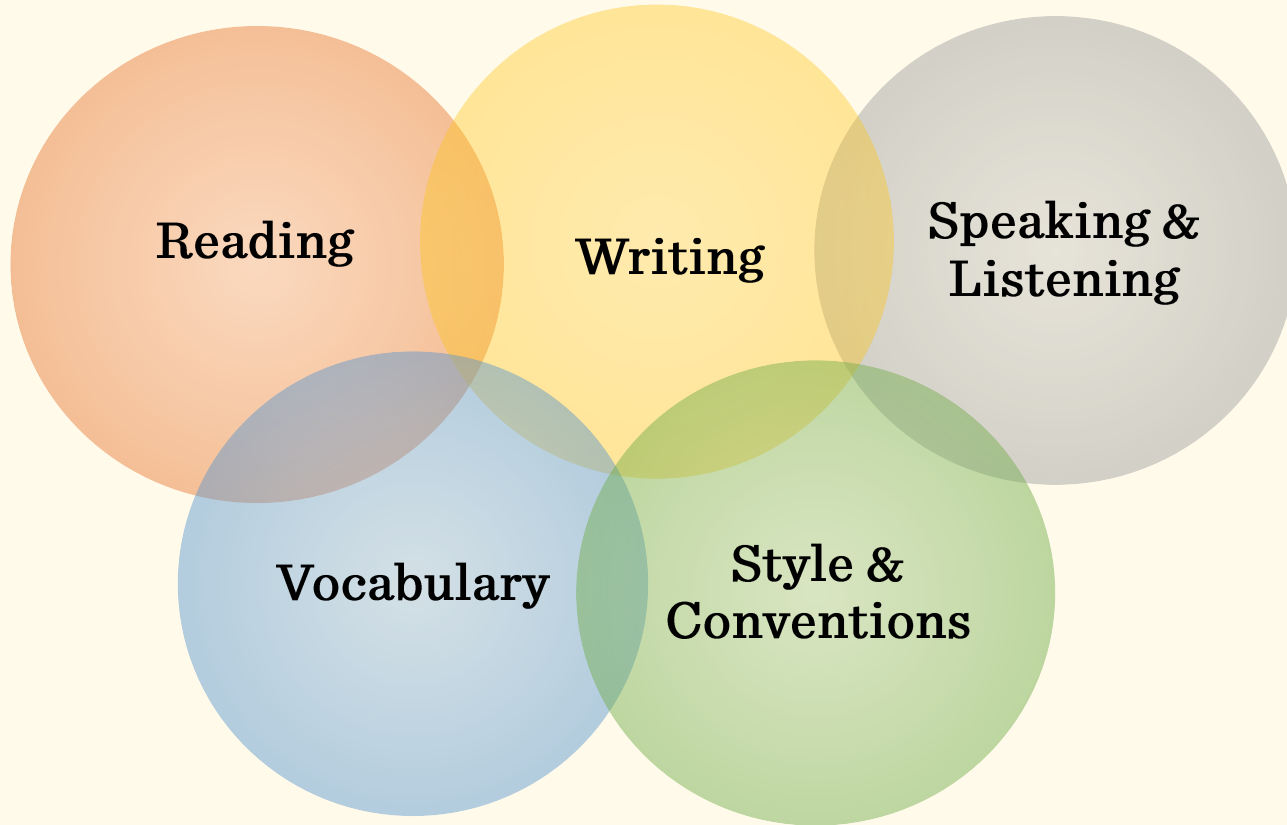 Reading
Writing
Speaking &
Listening
Vocabulary
Style &
Conventions